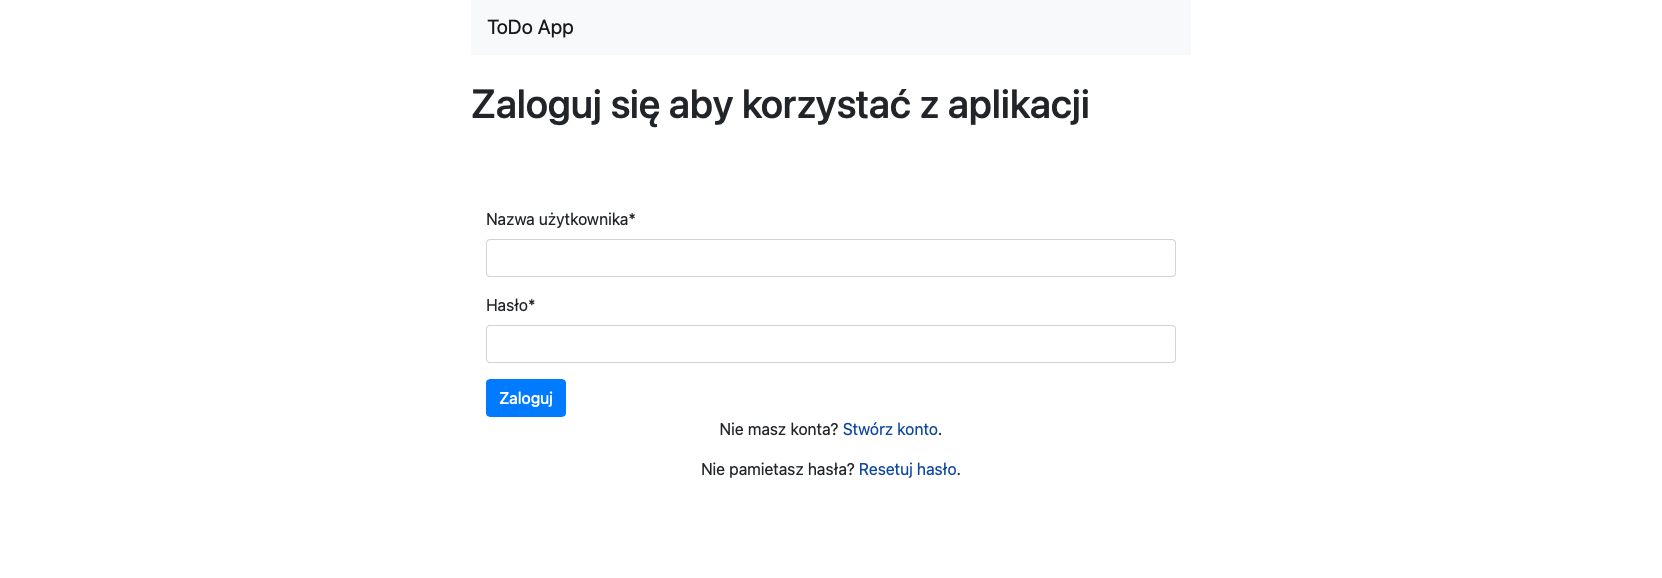 ToDo App
Zaloguj się aby korzystać z aplikacji
Nazwa użytkownika*
Hasło*
Zaloguj
Nie masz konta? Stwórz konto.
Nie pamietasz hasła? Resetuj hasło.